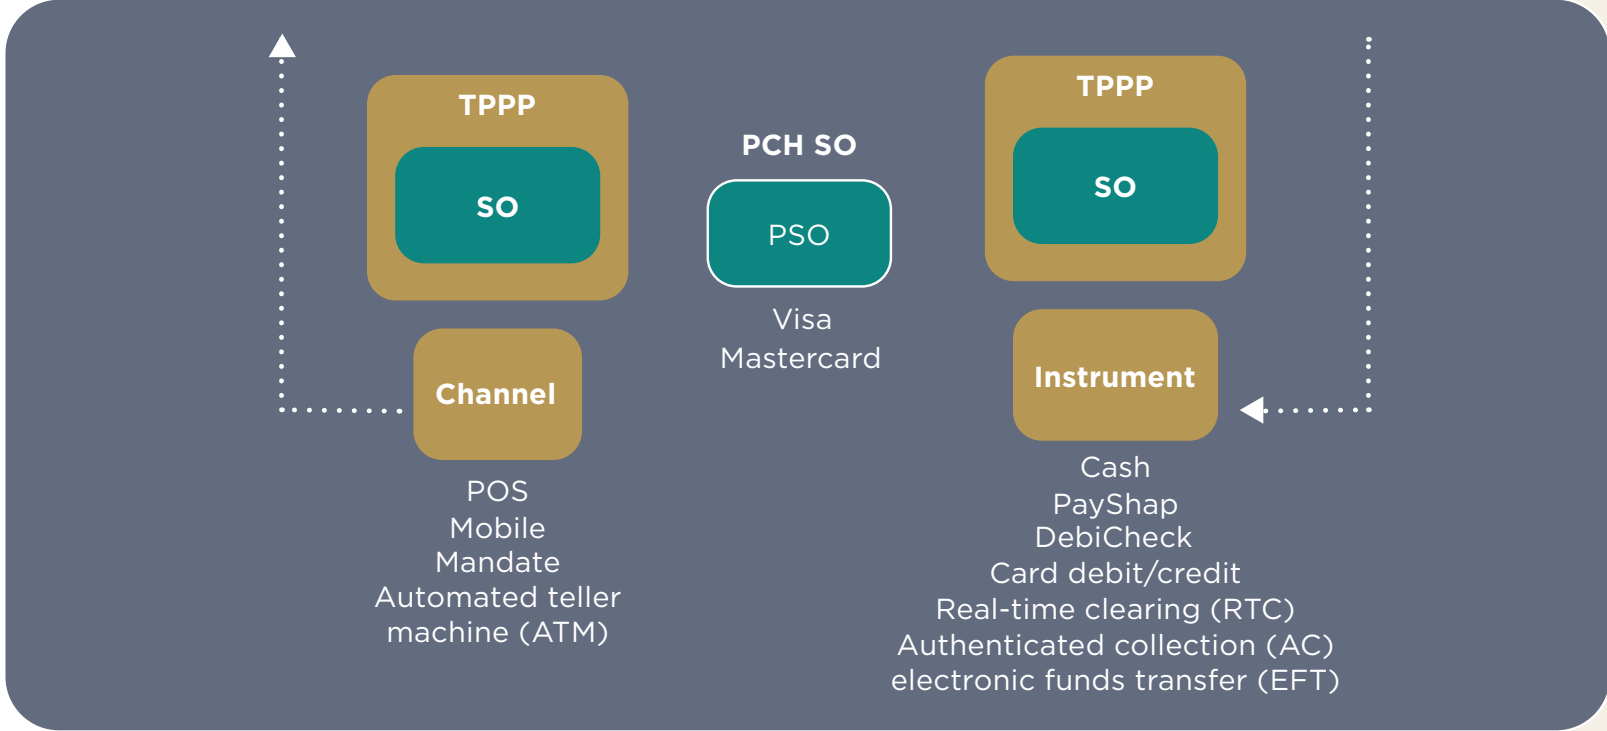 TPPP
SO
Channel
POS
Mobile
Mandate
Automated teller
machine (ATM)
PCH SO
PSO
Visa
Mastercard
TPPP
SO
Instrument
Cash
PayShap
DebiCheck
Card debit/credit
Real-time clearing (RTC)
Authenticated collection (AC)
electronic funds transfer (EFT)